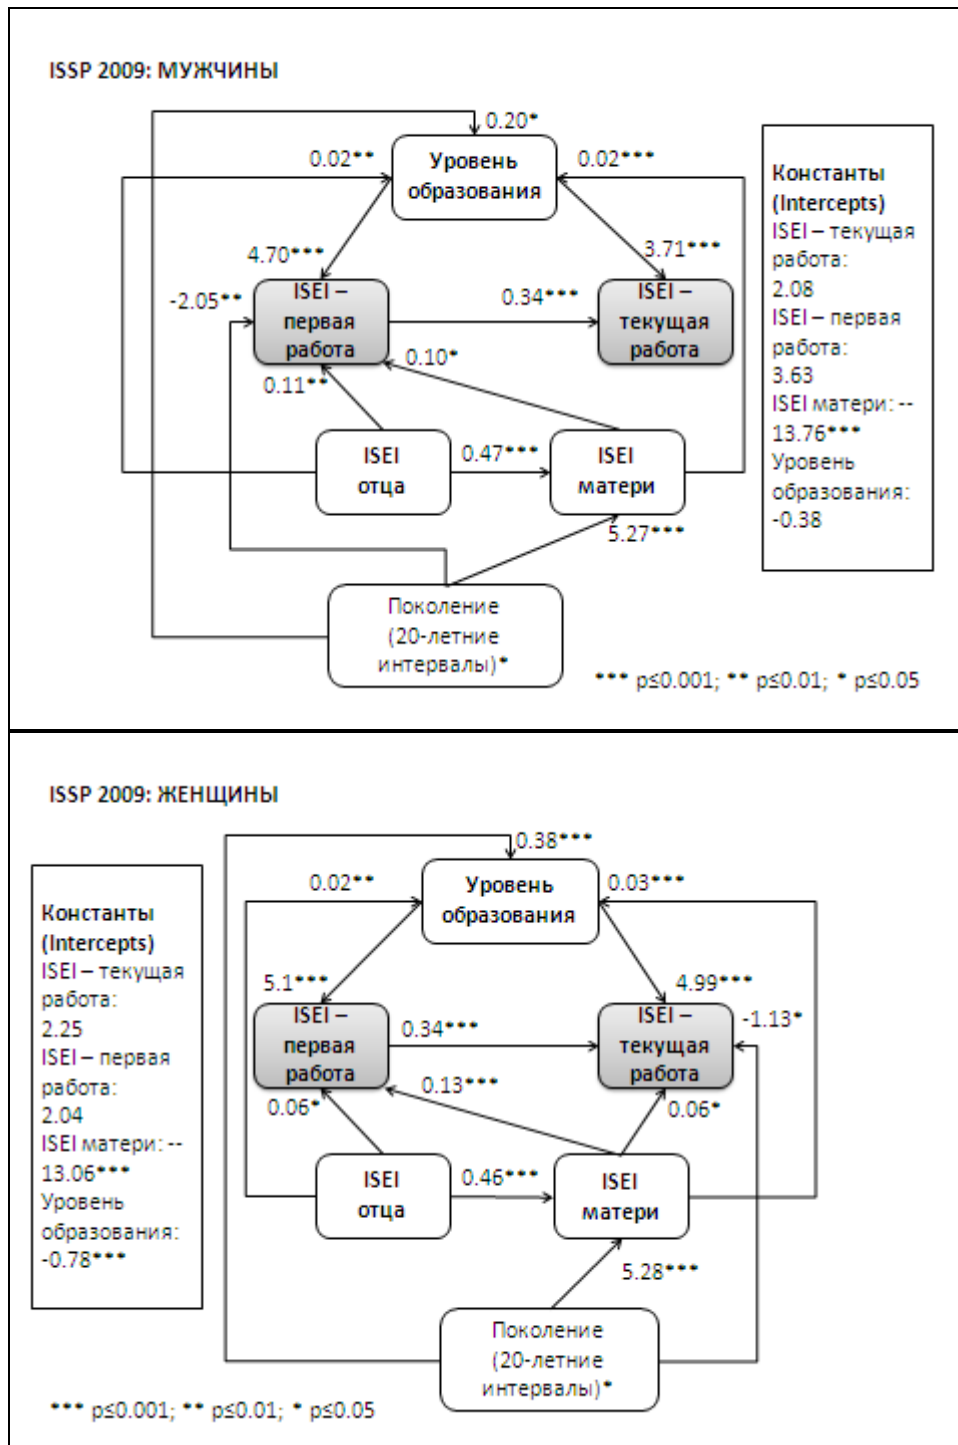 ISSP 2009: МУЖЧИНЫ
0.20*
0.02**
Уровень
образования
0.02***
4.70***
3.71***
-2.05**
ISEI –
первая
работа
0.34***
ISEI –
текущая
работа
0.10*
0.11**
ISEI
отца
0.47***
ISEI
матери
5.27***
Поколение
(20-летние
интервалы)*
Константы
(Intercepts)
ISEI – текущая
работа:
2.08
ISEI – первая
работа:
3.63
ISEI матери: --
13.76***
Уровень
образования:
-0.38
*** p≤0.001; ** p≤0.01; * p≤0.05
ISSP 2009: ЖЕНЩИНЫ
Константы
(Intercepts)
ISEI – текущая
работа:
2.25
ISEI – первая
работа:
2.04
ISEI матери: --
13.06***
Уровень
образования:
-0.78***
0.38***
0.02**
Уровень
образования
0.03***
5.1***
4.99***
ISEI –
первая
работа
0.34***
ISEI –
текущая
работа
-1.13*
0.13***
0.06*
0.06*
ISEI
отца
0.46***
ISEI
матери
5.28***
Поколение
(20-летние
интервалы)*
*** p≤0.001; ** p≤0.01; * p≤0.05